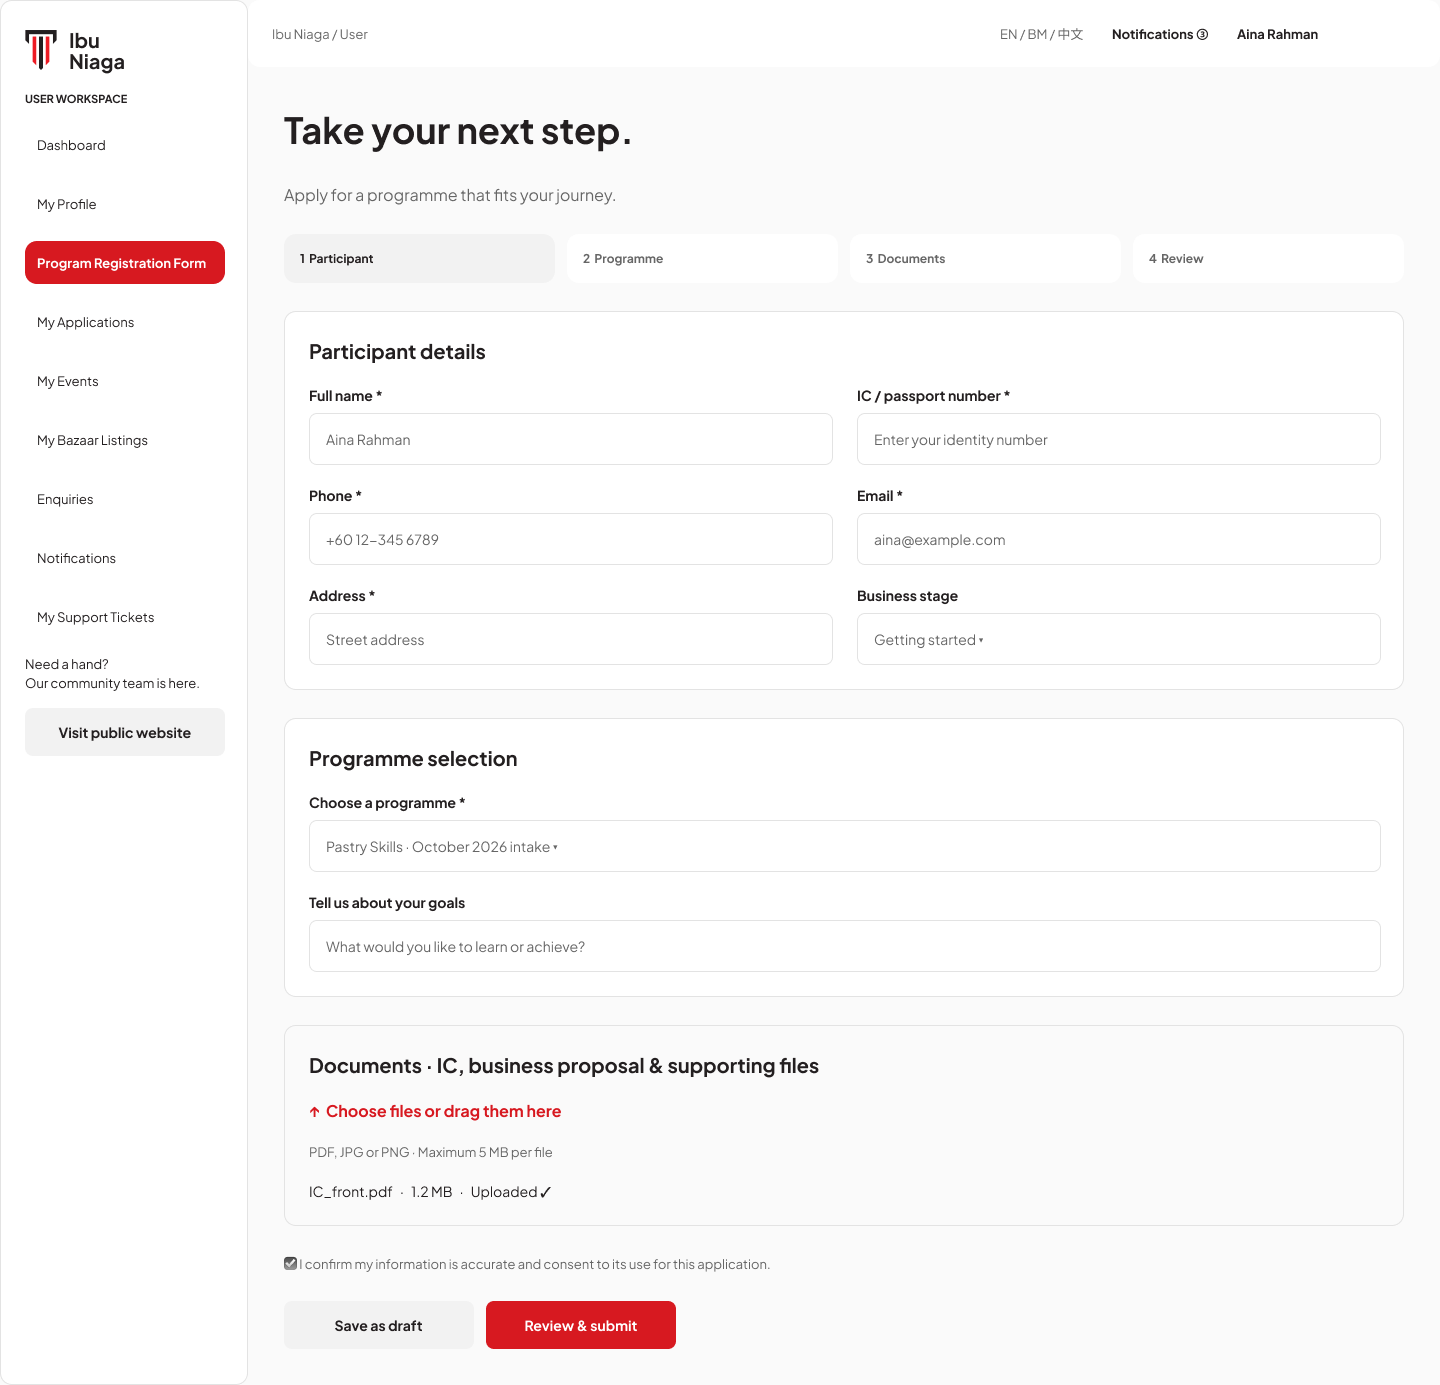 Ibu
Niaga
USER WORKSPACE
Dashboard
My Profile
Program Registration Form
My Applications
My Events
My Bazaar Listings
Enquiries
Notifications
My Support Tickets
Need a hand?
Our community team is here.
Visit public website
Ibu Niaga / User
EN / BM / 中文
Notifications ③
Aina Rahman
Take your next step.
Apply for a programme that fits your journey.
1 Participant
2 Programme
3 Documents
4 Review
Participant details
Full name *
Aina Rahman
IC / passport number *
Enter your identity number
Phone *
+60 12–345 6789
Email *
aina@example.com
Address *
Street address
Business stage
Getting started ▾
Programme selection
Choose a programme *
Pastry Skills · October 2026 intake ▾
Tell us about your goals
What would you like to learn or achieve?
Documents · IC, business proposal & supporting files
↑ Choose files or drag them here
PDF, JPG or PNG · Maximum 5 MB per file
IC_front.pdf · 1.2 MB · Uploaded ✓
I confirm my information is accurate and consent to its use for this application.
Save as draft
Review & submit